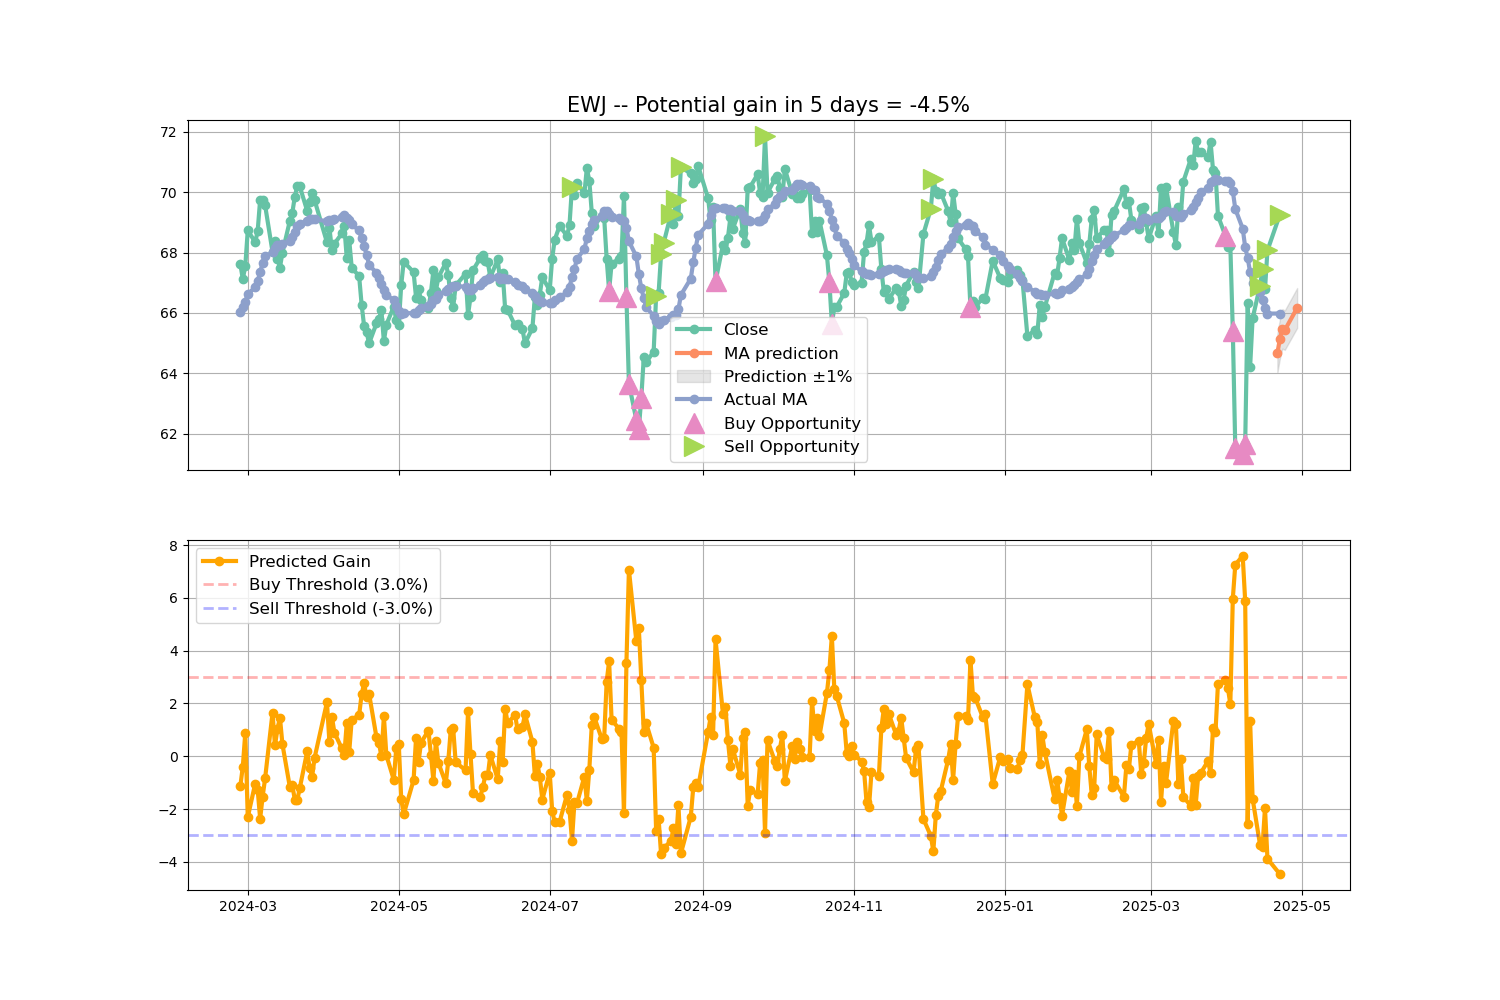 EWJ -- Potential gain in 5 days = -4.5%
72
70
68
66
64
62
Close
MA prediction
Prediction ±1%
Actual MA
Buy Opportunity
Sell Opportunity
8
6
4
2
0
−2
−4
Predicted Gain
Buy Threshold (3.0%)
Sell Threshold (-3.0%)
2024-03
2024-05
2024-07
2024-09
2024-11
2025-01
2025-03
2025-05